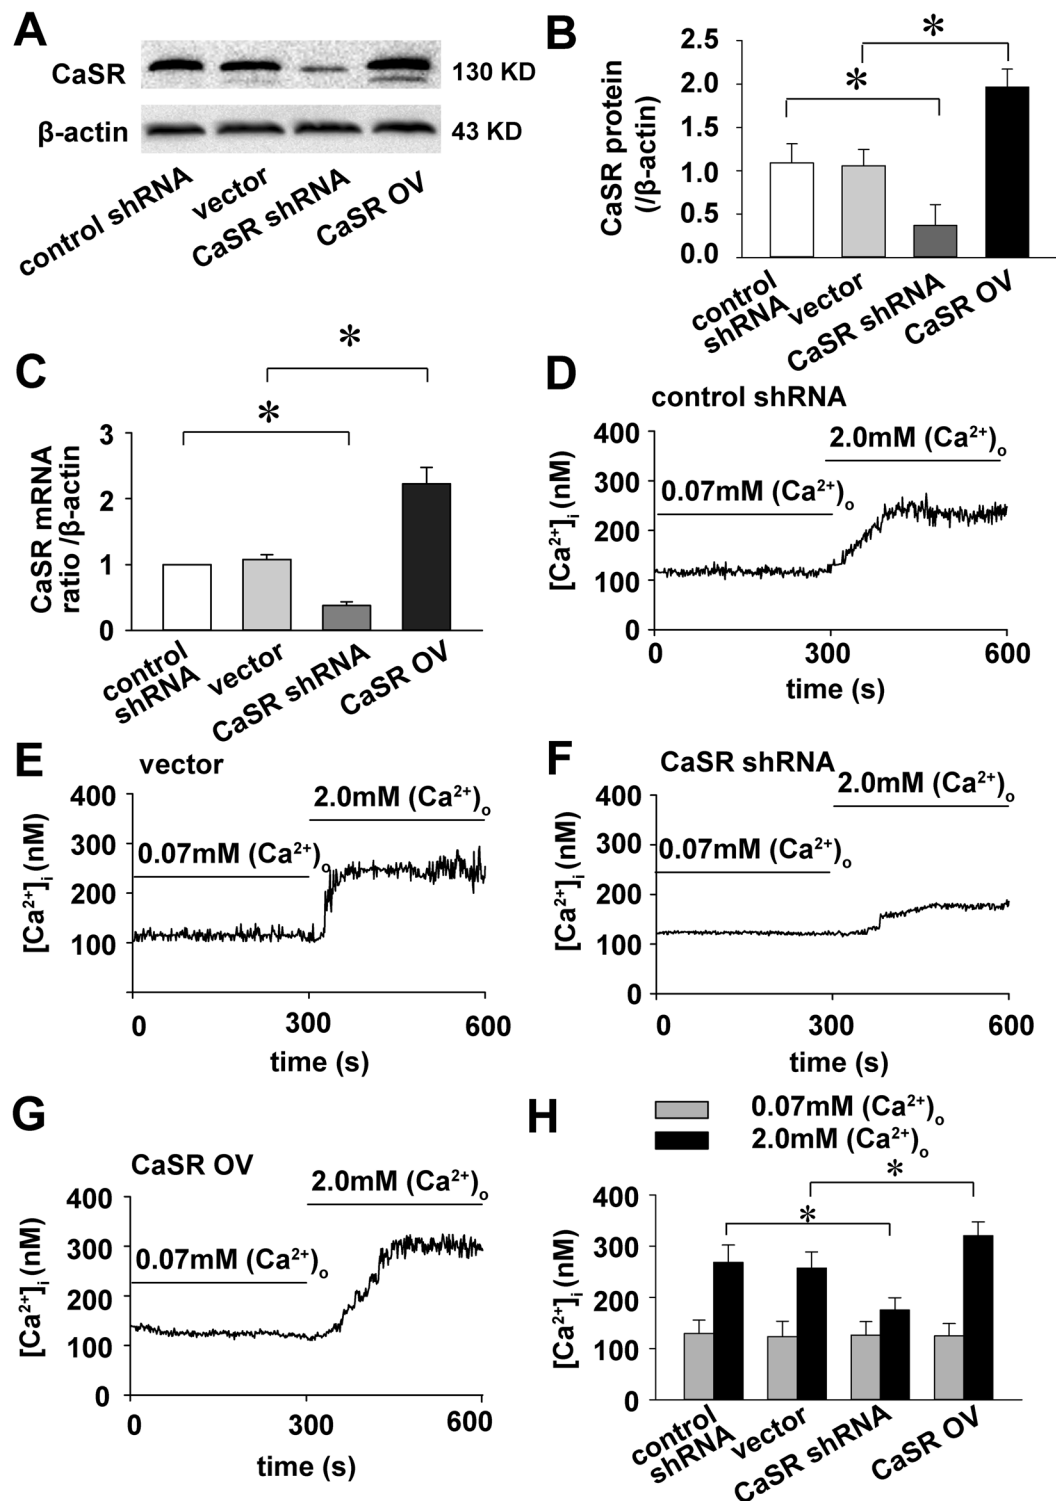 A
CaSR
130 KD
β-actin
43 KD
control shRNA
vector
CaSR shRNA
CaSR OV
B
*
*
CaSR protein
(/β-actin)
2.5
2.0
1.5
1.0
0.5
0.0
control
shRNA
vector
CaSR shRNA
CaSR OV
C
*
*
CaSR mRNA
ratio /β-actin
3
2
1
0
control
shRNA
vector
CaSR shRNA
CaSR OV
D
control shRNA
2.0mM (Ca²⁺)ₒ
0.07mM (Ca²⁺)ₒ
[Ca²⁺]ᵢ (nM)
400
300
200
100
0
0 300 600
time (s)
E
vector
2.0mM (Ca²⁺)ₒ
0.07mM (Ca²⁺)ₒ
[Ca²⁺]ᵢ (nM)
400
300
200
100
0 300 600
time (s)
F
CaSR shRNA
2.0mM (Ca²⁺)ₒ
0.07mM (Ca²⁺)ₒ
[Ca²⁺]ᵢ (nM)
400
300
200
100
0
0 300 600
time (s)
G
CaSR OV
2.0mM (Ca²⁺)ₒ
0.07mM (Ca²⁺)ₒ
[Ca²⁺]ᵢ (nM)
400
300
200
100
0
0 300 600
time (s)
H
0.07mM (Ca²⁺)ₒ
2.0mM (Ca²⁺)ₒ
*
*
[Ca²⁺]ᵢ (nM)
400
300
200
100
0
control
shRNA
vector
CaSR shRNA
CaSR OV